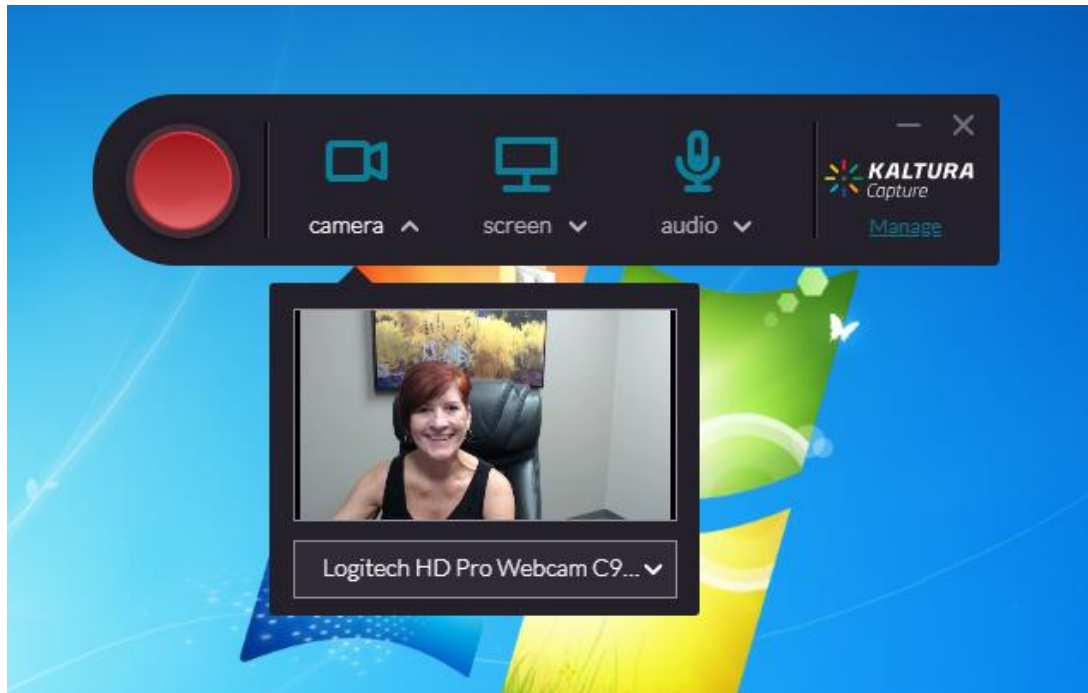 KALTURA
Capture
camera
screen
audio
Manage
Logitech HD Pro Webcam C9...